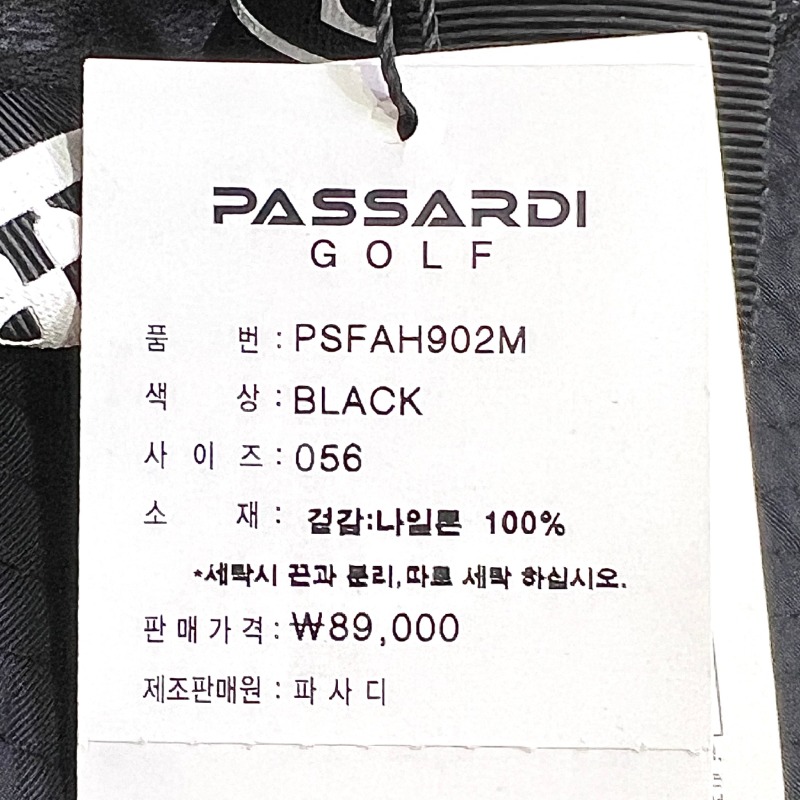 PASSARDI
GOLF
품 번 : PSFAH902M
색 상 : BLACK
사 이 즈 : 056
소 재 : 겉감:나일론 100%
*세탁시 끈과 분리,따로 세탁 하십시오.
판 매 가 격 : ₩89,000
제조판매원 : 파 사 디